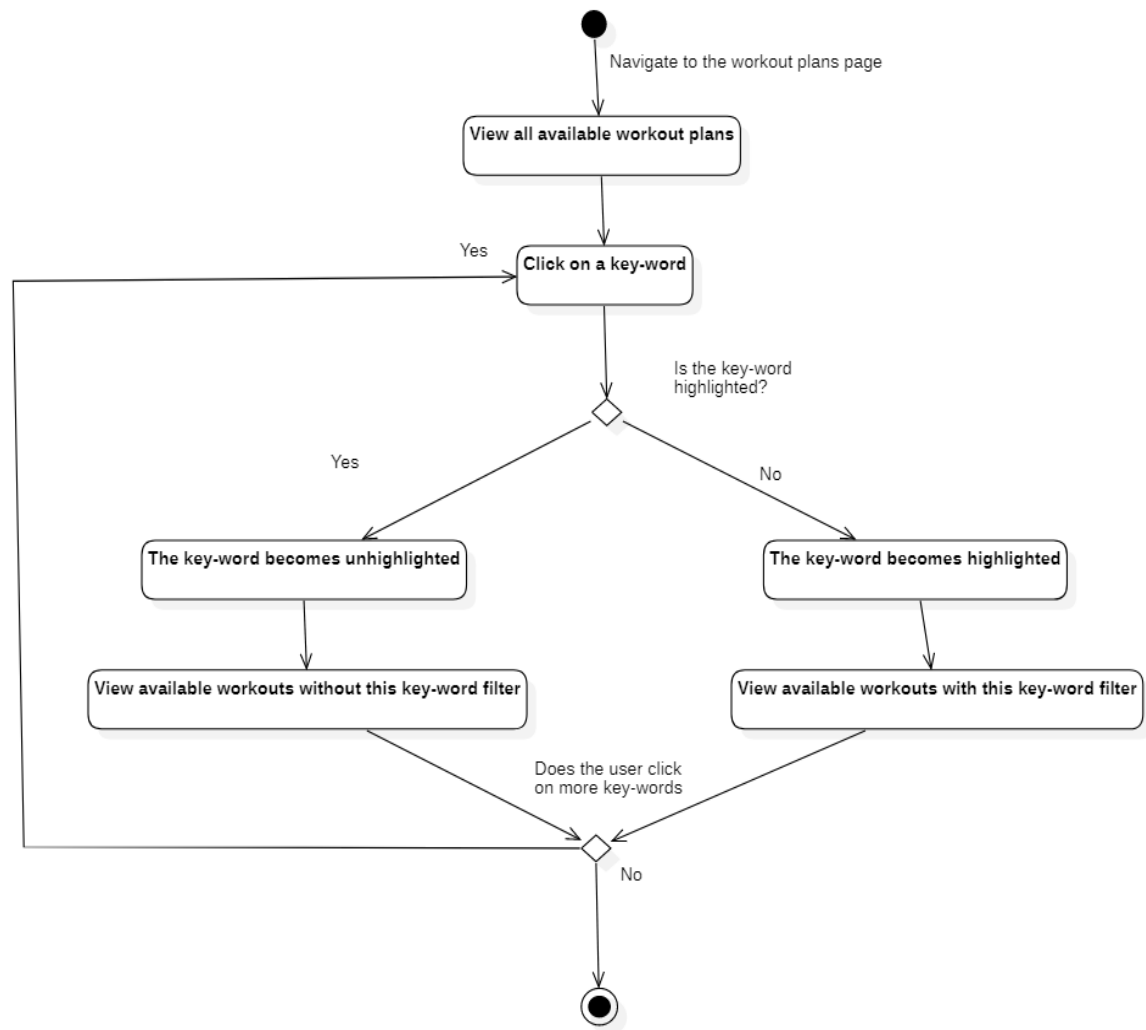 Navigate to the workout plans page
View all available workout plans
Yes
Click on a key-word
Is the key-word
highlighted?
Yes
No
The key-word becomes unhighlighted
The key-word becomes highlighted
View available workouts without this key-word filter
View available workouts with this key-word filter
Does the user click
on more key-words
No